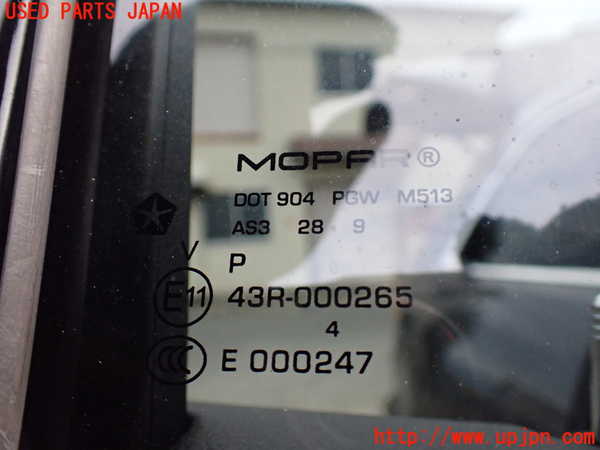 USED PARTS JAPAN
MOPAR®
DOT 904 PGW M513
AS3 28 9
V P
E11 43R-000265
4
CCC E 000247
http://www.upjpn.com/